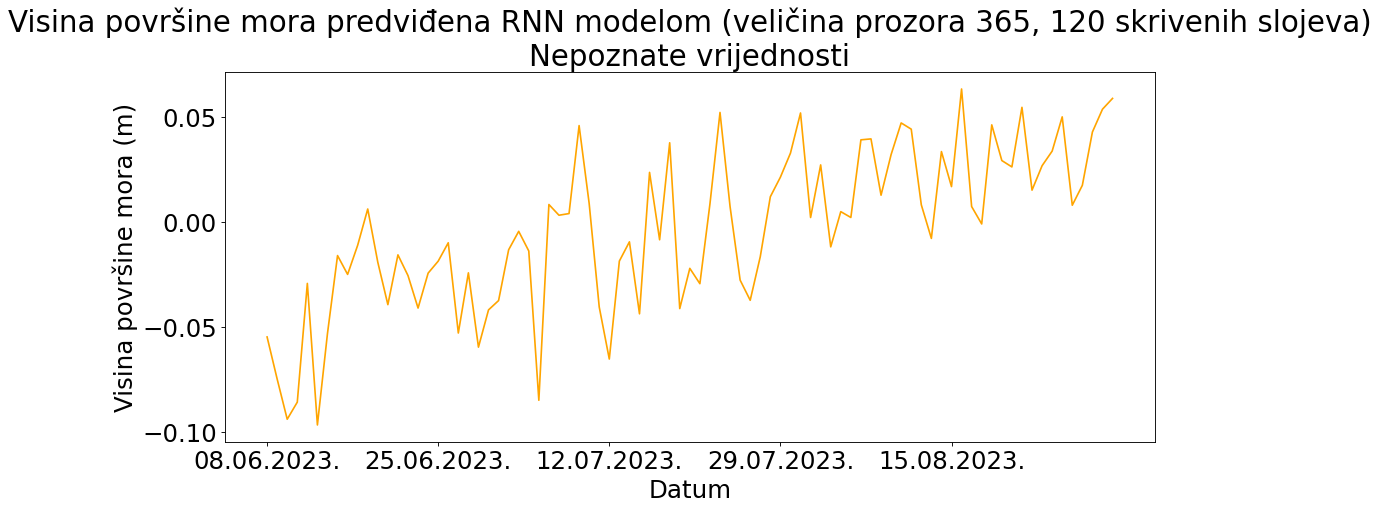 Visina površine mora predviđena RNN modelom (veličina prozora 365, 120 skrivenih slojeva)
Nepoznate vrijednosti
Visina površine mora (m)
0.05
0.00
−0.05
−0.10
08.06.2023. 25.06.2023. 12.07.2023. 29.07.2023. 15.08.2023.
Datum